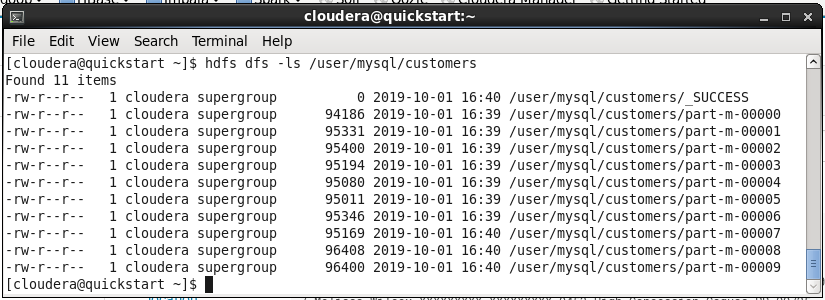 cloudera@quickstart:~
File Edit View Search Terminal Help
[cloudera@quickstart ~]$ hdfs dfs -ls /user/mysql/customers
Found 11 items
-rw-r--r--   1 cloudera supergroup          0 2019-10-01 16:40 /user/mysql/customers/_SUCCESS
-rw-r--r--   1 cloudera supergroup      94186 2019-10-01 16:39 /user/mysql/customers/part-m-00000
-rw-r--r--   1 cloudera supergroup      95331 2019-10-01 16:39 /user/mysql/customers/part-m-00001
-rw-r--r--   1 cloudera supergroup      95400 2019-10-01 16:39 /user/mysql/customers/part-m-00002
-rw-r--r--   1 cloudera supergroup      95194 2019-10-01 16:39 /user/mysql/customers/part-m-00003
-rw-r--r--   1 cloudera supergroup      95080 2019-10-01 16:39 /user/mysql/customers/part-m-00004
-rw-r--r--   1 cloudera supergroup      95011 2019-10-01 16:39 /user/mysql/customers/part-m-00005
-rw-r--r--   1 cloudera supergroup      95346 2019-10-01 16:39 /user/mysql/customers/part-m-00006
-rw-r--r--   1 cloudera supergroup      95169 2019-10-01 16:40 /user/mysql/customers/part-m-00007
-rw-r--r--   1 cloudera supergroup      96408 2019-10-01 16:40 /user/mysql/customers/part-m-00008
-rw-r--r--   1 cloudera supergroup      96400 2019-10-01 16:40 /user/mysql/customers/part-m-00009
[cloudera@quickstart ~]$